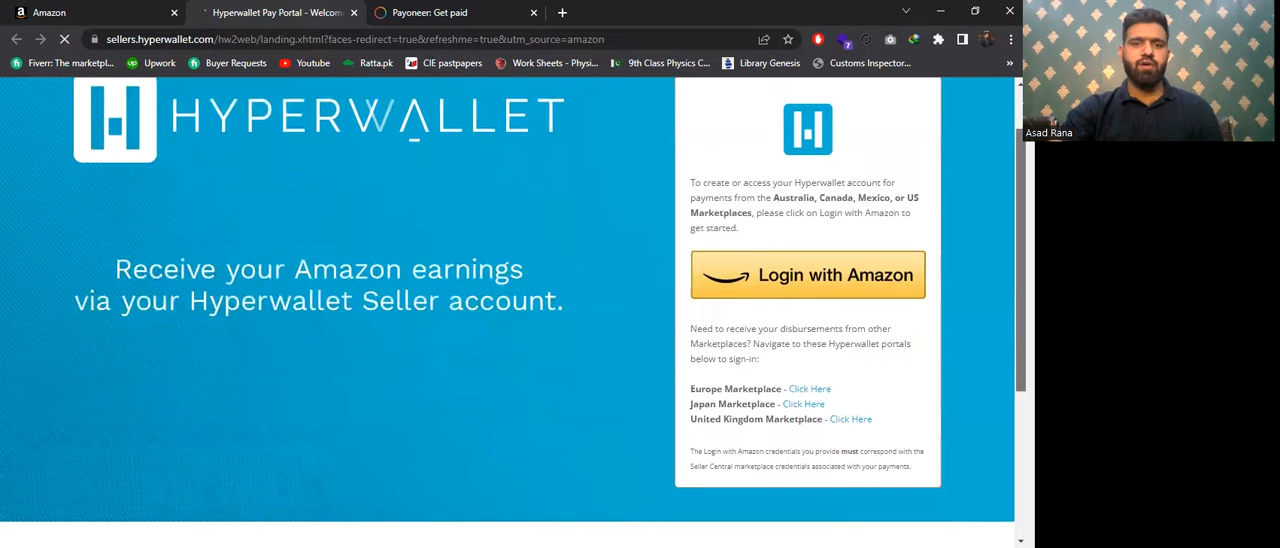 Amazon
Hyperwallet Pay Portal - Welcom
Payoneer: Get paid
sellers.hyperwallet.com/hw2web/landing.xhtml?faces-redirect=true&refreshme=true&utm_source=amazon
7
Fiverr: The marketpl...
Upwork
Buyer Requests
Youtube
Ratta.pk
CIE pastpapers
Work Sheets - Physi...
9th Class Physics C...
Library Genesis
Customs Inspector...
»
Asad Rana
HYPERWALLET
Receive your Amazon earnings
via your Hyperwallet Seller account.
To create or access your Hyperwallet account for
payments from the Australia, Canada, Mexico, or US
Marketplaces, please click on Login with Amazon to
get started.
Login with Amazon
Need to receive your disbursements from other
Marketplaces? Navigate to these Hyperwallet portals
below to sign-in:
Europe Marketplace - Click Here
Japan Marketplace - Click Here
United Kingdom Marketplace - Click Here
The Login with Amazon credentials you provide must correspond with the
Seller Central marketplace credentials associated with your payments.